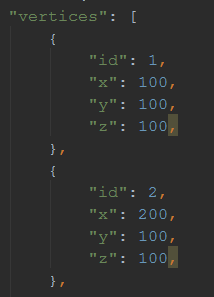 "vertices": [
{
"id": 1,
"x": 100,
"y": 100,
"z": 100,
},
{
"id": 2,
"x": 200,
"y": 100,
"z": 100,
},